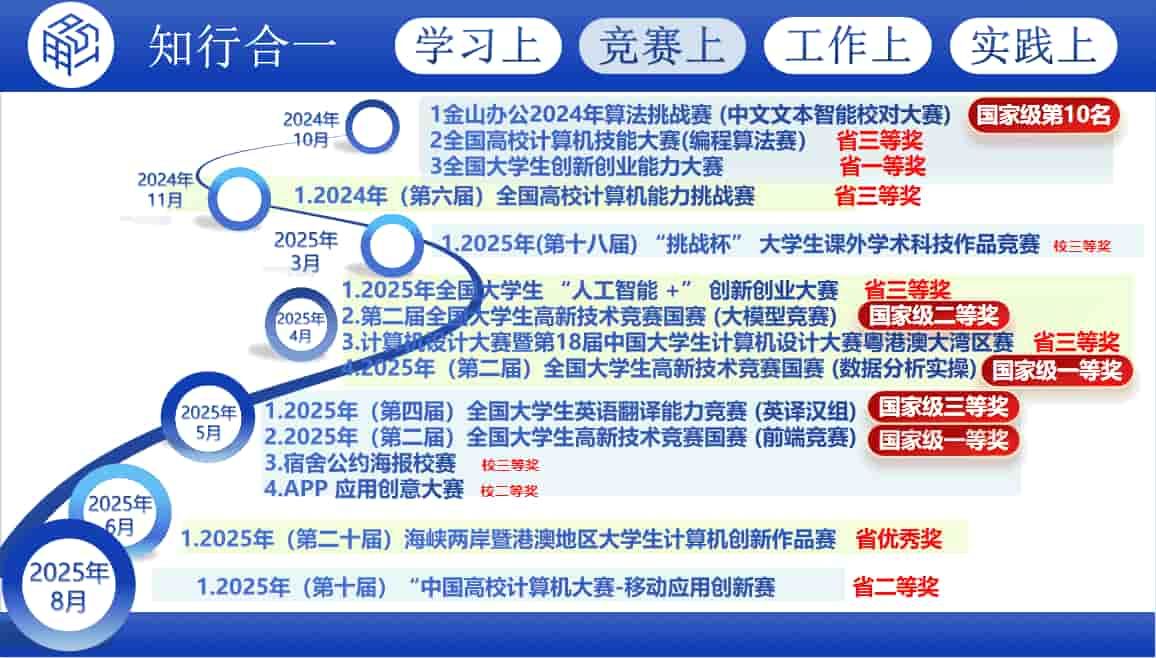 知行合一 学习上 竞赛上 工作上 实践上
2024年
10月
1金山办公2024年算法挑战赛 (中文文本智能校对大赛) 国家级第10名
2全国高校计算机技能大赛(编程算法赛) 省三等奖
3全国大学生创新创业能力大赛 省一等奖
2024年
11月
1.2024年（第六届）全国高校计算机能力挑战赛 省三等奖
2025年
3月
1.2025年(第十八届) “挑战杯” 大学生课外学术科技作品竞赛 校三等奖
2025年
4月
1.2025年全国大学生 “人工智能 +” 创新创业大赛 省三等奖
2.第二届全国大学生高新技术竞赛国赛 (大模型竞赛) 国家级二等奖
3.计算机设计大赛暨第18届中国大学生计算机设计大赛粤港澳大湾区赛 省三等奖
4.2025年（第二届）全国大学生高新技术竞赛国赛 (数据分析实操) 国家级一等奖
2025年
5月
1.2025年（第四届）全国大学生英语翻译能力竞赛 (英译汉组) 国家级三等奖
2.2025年（第二届）全国大学生高新技术竞赛国赛 (前端竞赛) 国家级一等奖
3.宿舍公约海报校赛 校三等奖
4.APP 应用创意大赛 校二等奖
2025年
6月
1.2025年（第二十届）海峡两岸暨港澳地区大学生计算机创新作品赛 省优秀奖
2025年
8月
1.2025年（第十届） “中国高校计算机大赛-移动应用创新赛 省二等奖